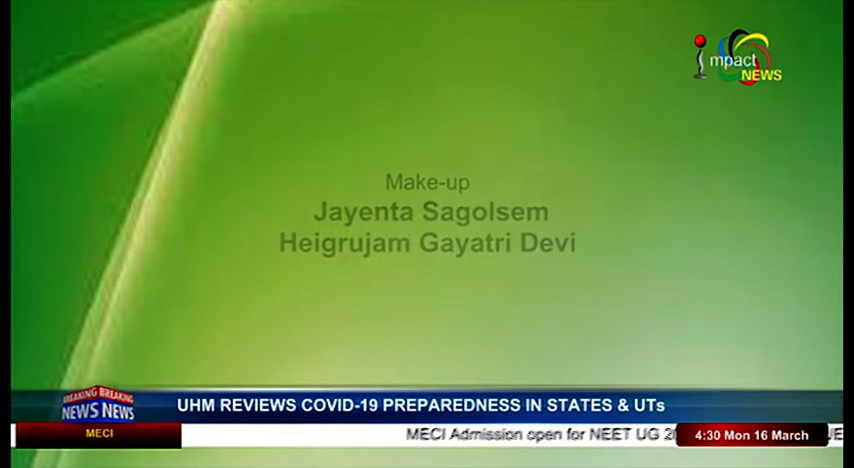 impact
NEWS
Make-up
Jayenta Sagolsem
Heigrujam Gayatri Devi
BREAKING BREAKING
NEWS NEWS
UHM REVIEWS COVID-19 PREPAREDNESS IN STATES & UTs
MECI
MECI Admission open for NEET UG
4:30 Mon 16 March